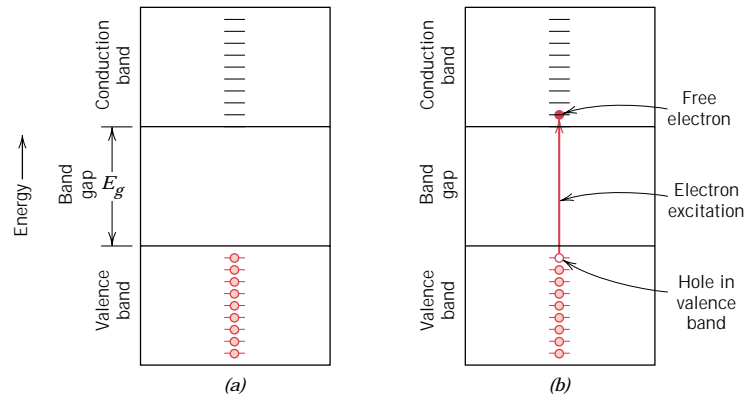 Conduction
band
Band
gap
E_g
Valence
band
Energy
(a)
Conduction
band
Band
gap
Valence
band
Free
electron
Electron
excitation
Hole in
valence
band
(b)